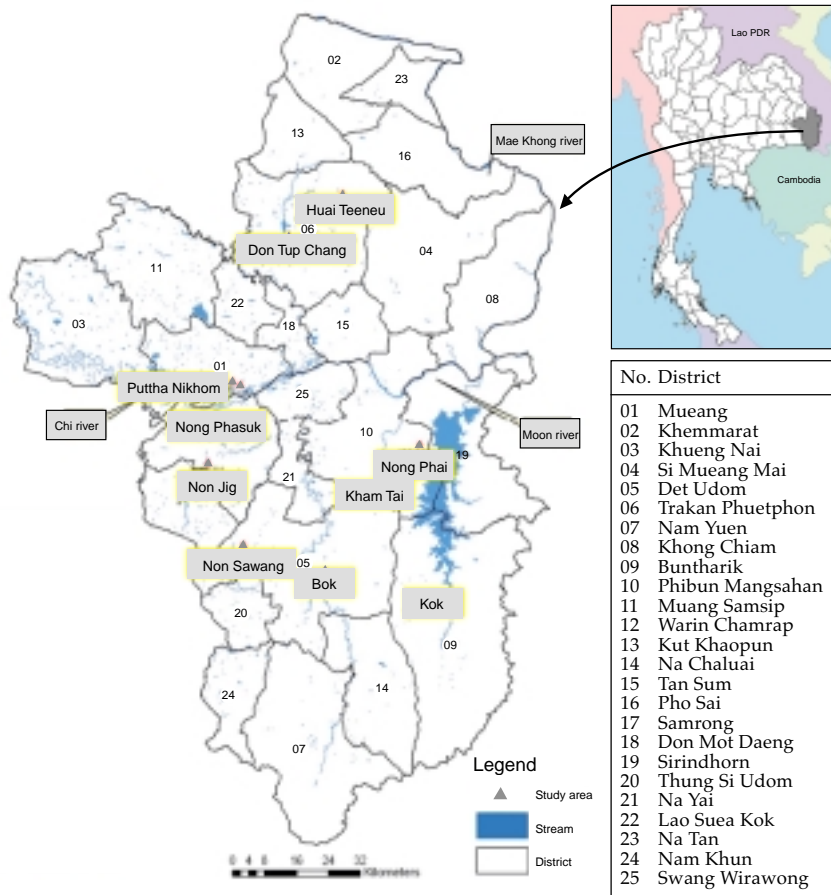 02
23
13
16
Mae Khong river
Huai Teeneu
06
Don Tup Chang
04
11
22
08
03
18
15
01
Puttha Nikhom
25
Chi river
Nong Phasuk
10
Moon river
Nong Phai
19
Non Jig
21
Kham Tai
Non Sawang
05
Bok
Kok
20
09
24
14
07
Legend
Study area
Stream
District
0 4 8 16 24 32
Kilometers
Lao PDR
Cambodia
No. District
01 Mueang
02 Khemmarat
03 Khueng Nai
04 Si Mueang Mai
05 Det Udom
06 Trakan Phuetphon
07 Nam Yuen
08 Khong Chiam
09 Buntharik
10 Phibun Mangsahan
11 Muang Samsip
12 Warin Chamrap
13 Kut Khaopun
14 Na Chaluai
15 Tan Sum
16 Pho Sai
17 Samrong
18 Don Mot Daeng
19 Sirindhorn
20 Thung Si Udom
21 Na Yai
22 Lao Suea Kok
23 Na Tan
24 Nam Khun
25 Swang Wirawong